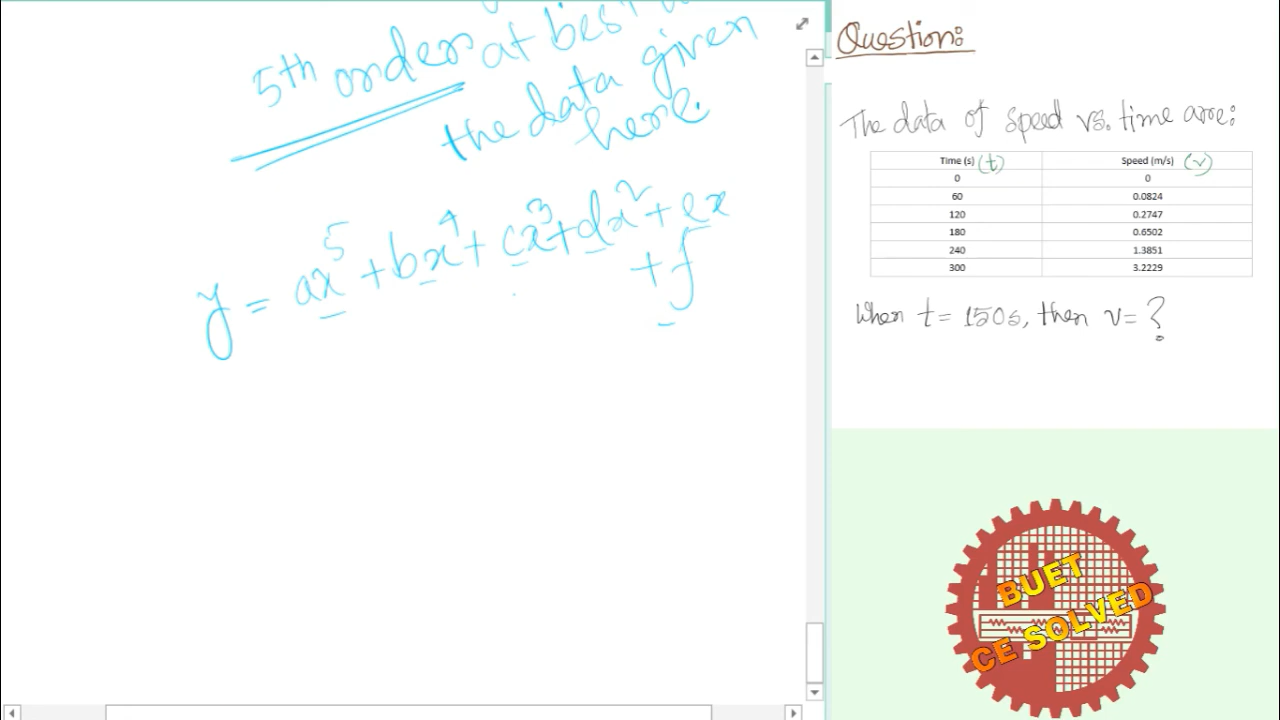 5th order at best
the data given
here.
y = ax⁵ + bx⁴ + cx³ + dx² + ex
+ f
Question:
The data of speed vs. time are:
Time (s) (t) Speed (m/s) (v)
0 0
60 0.0824
120 0.2747
180 0.6502
240 1.3851
300 3.2229
When t = 150s, then v = ?
BUET
CE SOLVED